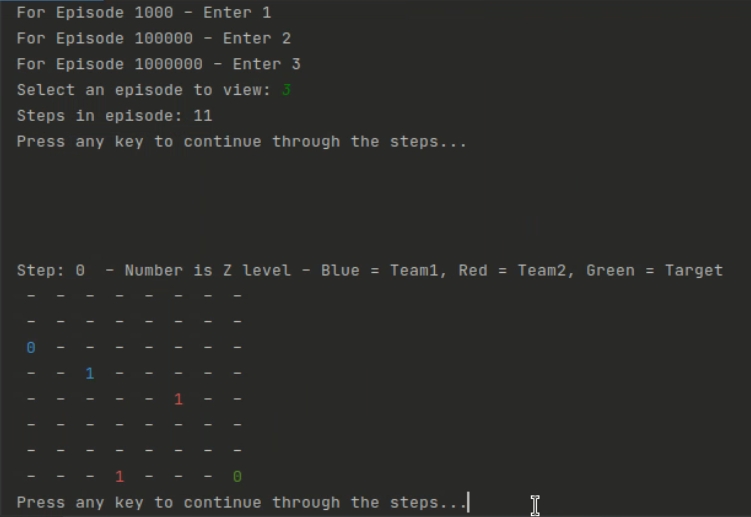 For Episode 1000 - Enter 1
For Episode 100000 - Enter 2
For Episode 1000000 - Enter 3
Select an episode to view: 3
Steps in episode: 11
Press any key to continue through the steps...
Step: 0  - Number is Z level - Blue = Team1, Red = Team2, Green = Target
- - - - - - - -
- - - - - - - -
0 - - - - - - -
- - 1 - - - - -
- - - - - 1 - -
- - - - - - - -
- - - - - - - -
- - - 1 - - - 0
Press any key to continue through the steps...